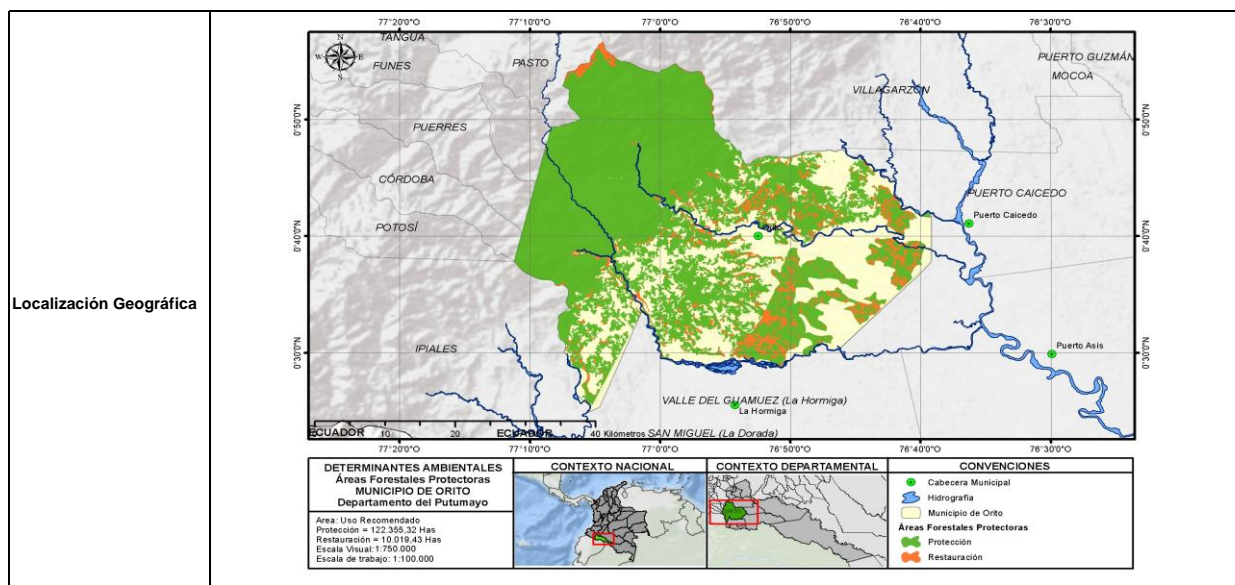 Localización Geográfica
77°20'0"O
77°10'0"O
77°0'0"O
76°50'0"O
76°40'0"O
76°30'0"O
N
W
E
S
TANGUA
FUNES
PASTO
PUERTO GUZMÁN
MOCOA
VILLAGARZÓN
0°50'0"N
0°50'0"N
PUERRES
CÓRDOBA
PUERTO CAICEDO
Puerto Caicedo
POTOSÍ
Orito
0°40'0"N
0°40'0"N
IPIALES
Puerto Asís
0°30'0"N
0°30'0"N
VALLE DEL GUAMUEZ (La Hormiga)
La Hormiga
ECUADOR
10
20
ECUADOR
40 Kilómetros
SAN MIGUEL (La Dorada)
77°20'0"O
77°10'0"O
77°0'0"O
76°50'0"O
76°40'0"O
76°30'0"O
DETERMINANTES AMBIENTALES
Áreas Forestales Protectoras
MUNICIPIO DE ORITO
Departamento del Putumayo
Area: Uso Recomendado
Protección = 122.355,32 Has
Restauración = 10.019,43 Has
Escala Visual:1:750.000
Escala de trabajo: 1:100.000
CONTEXTO NACIONAL
CONTEXTO DEPARTAMENTAL
ORITO
CONVENCIONES
Cabecera Municipal
Hidrografía
Municipio de Orito
Áreas Forestales Protectoras
Protección
Restauración